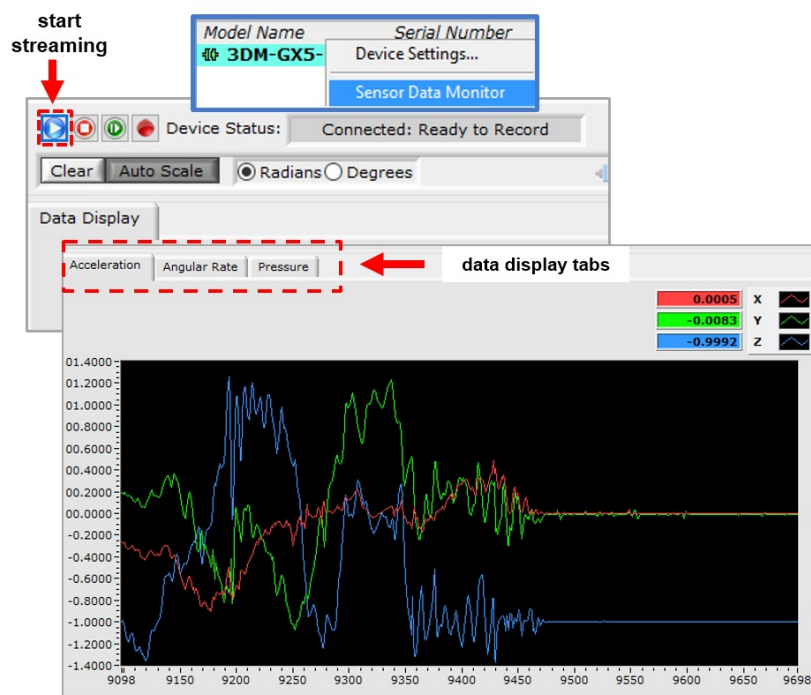 start
streaming
Model Name Serial Number
3DM-GX5-
Device Settings...
Sensor Data Monitor
Device Status: Connected: Ready to Record
Clear Auto Scale Radians Degrees
Data Display
Acceleration Angular Rate Pressure
data display tabs
0.0005 X
-0.0083 Y
-0.9992 Z
01.4000
01.2000
01.0000
00.8000
00.6000
00.4000
00.2000
00.0000
-0.2000
-0.4000
-0.6000
-0.8000
-1.0000
-1.2000
-1.4000
9098 9150 9200 9250 9300 9350 9400 9450 9500 9550 9600 9650 9698